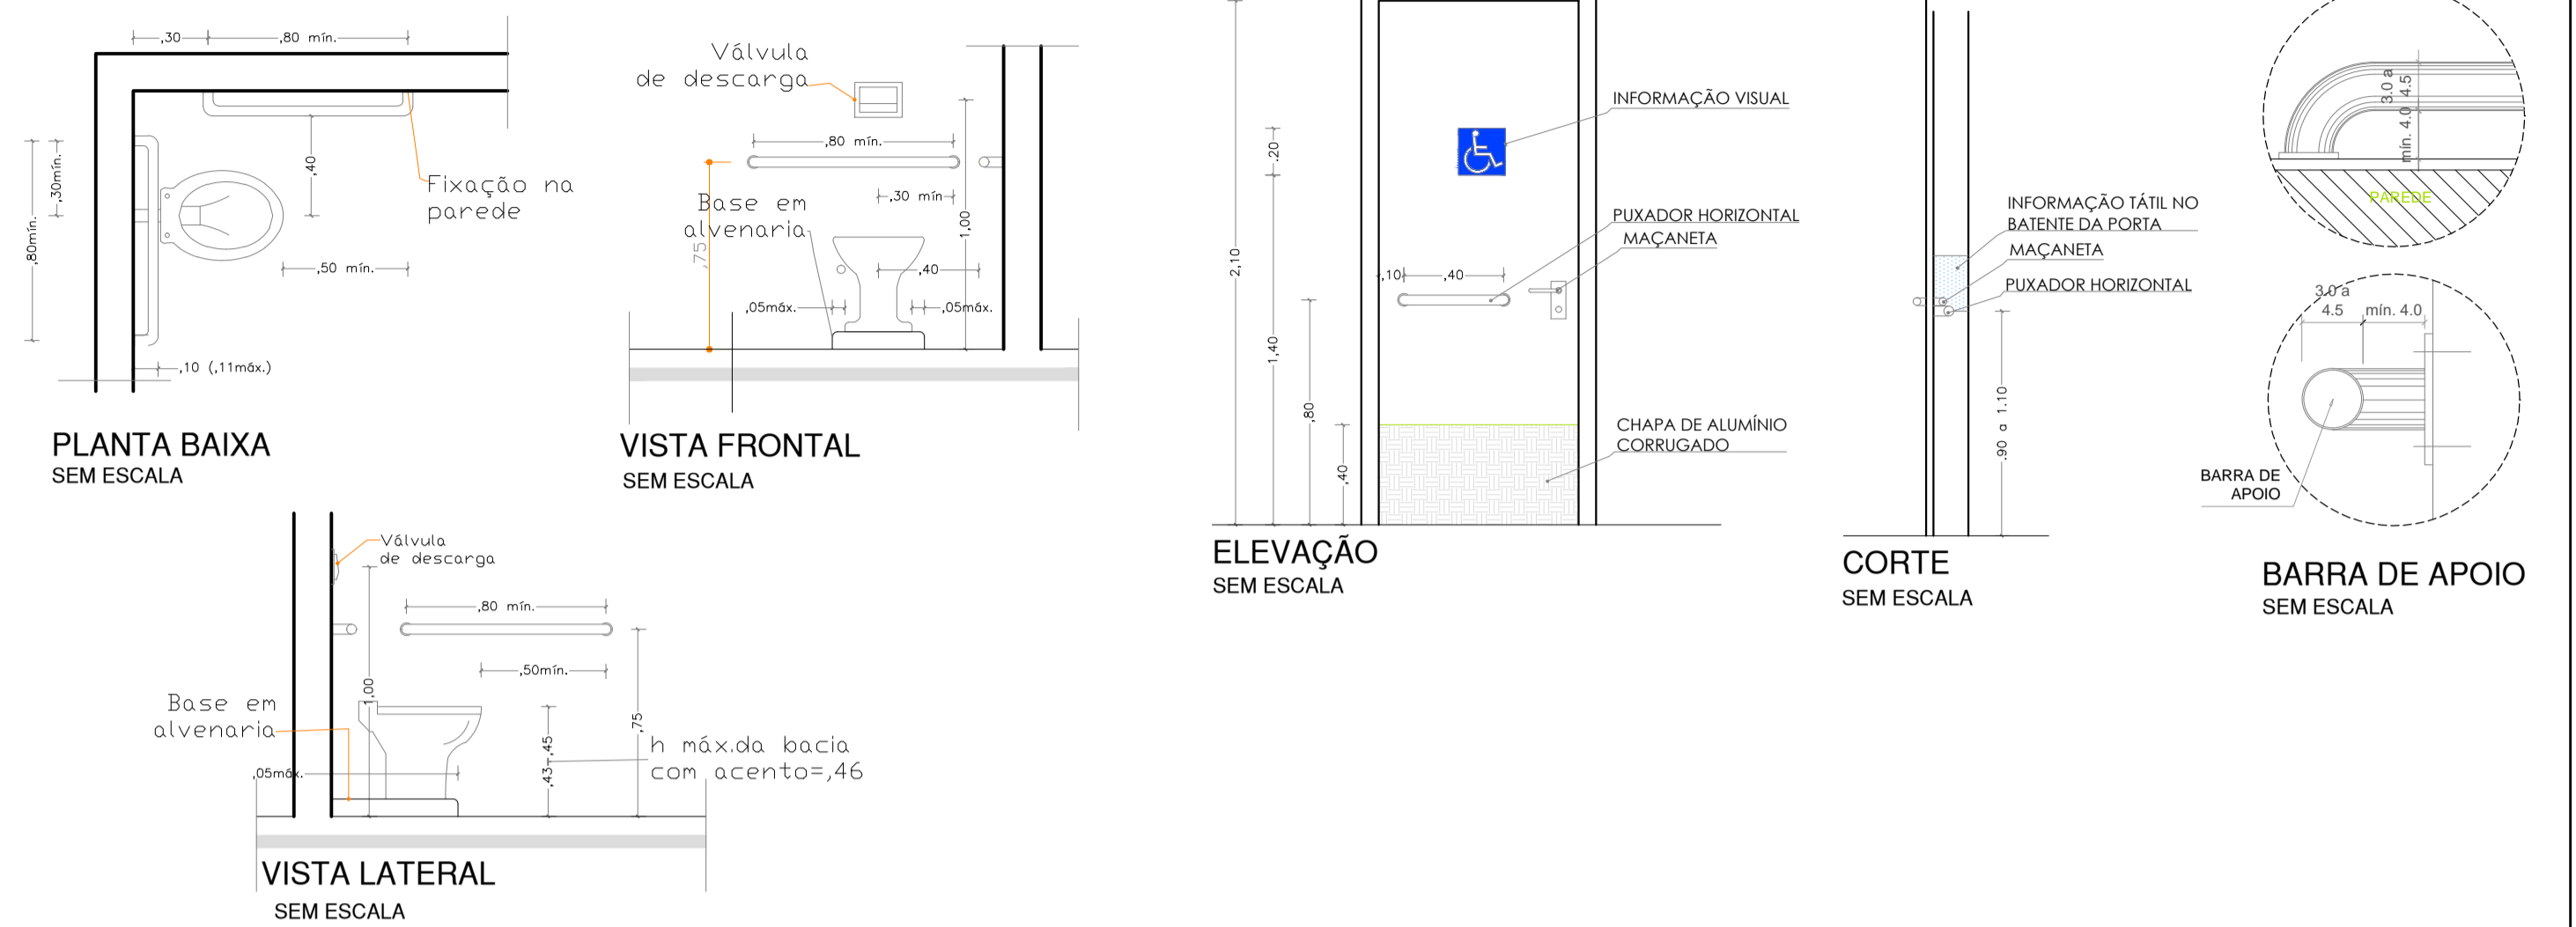 ,30
,80 mín.
,80mín.
,30mín.
,40
Fixação na
parede
,50 mín.
,10 (,11máx.)
PLANTA BAIXA
SEM ESCALA
Válvula
de descarga
,80 mín.
,30 mín
Base em
alvenaria
,75
1,00
,40
,05máx.
,05máx.
VISTA FRONTAL
SEM ESCALA
Válvula
de descarga
,80 mín.
,50mín.
1,00
Base em
alvenaria
,05máx.
,43-,45
,75
h máx.da bacia
com acento=,46
VISTA LATERAL
SEM ESCALA
2,10
.20
1,40
,80
,40
,10
,40
INFORMAÇÃO VISUAL
PUXADOR HORIZONTAL
MAÇANETA
CHAPA DE ALUMÍNIO
CORRUGADO
ELEVAÇÃO
SEM ESCALA
INFORMAÇÃO TÁTIL NO
BATENTE DA PORTA
MAÇANETA
PUXADOR HORIZONTAL
.90 a 1.10
CORTE
SEM ESCALA
3.0 a
4.5
mín. 4.0
PAREDE
3.0 a
4.5
mín. 4.0
BARRA DE
APOIO
BARRA DE APOIO
SEM ESCALA